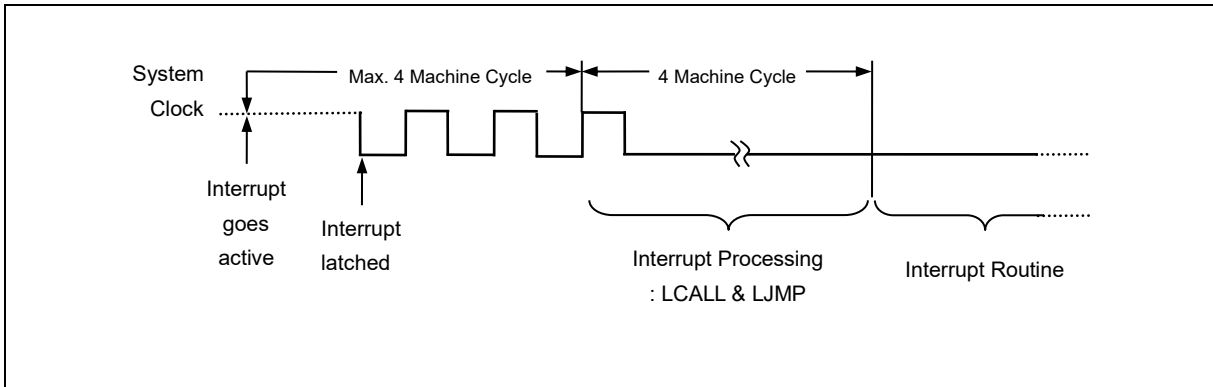 System
Clock
Max. 4 Machine Cycle
4 Machine Cycle
Interrupt
goes
active
Interrupt
latched
Interrupt Processing
: LCALL & LJMP
Interrupt Routine